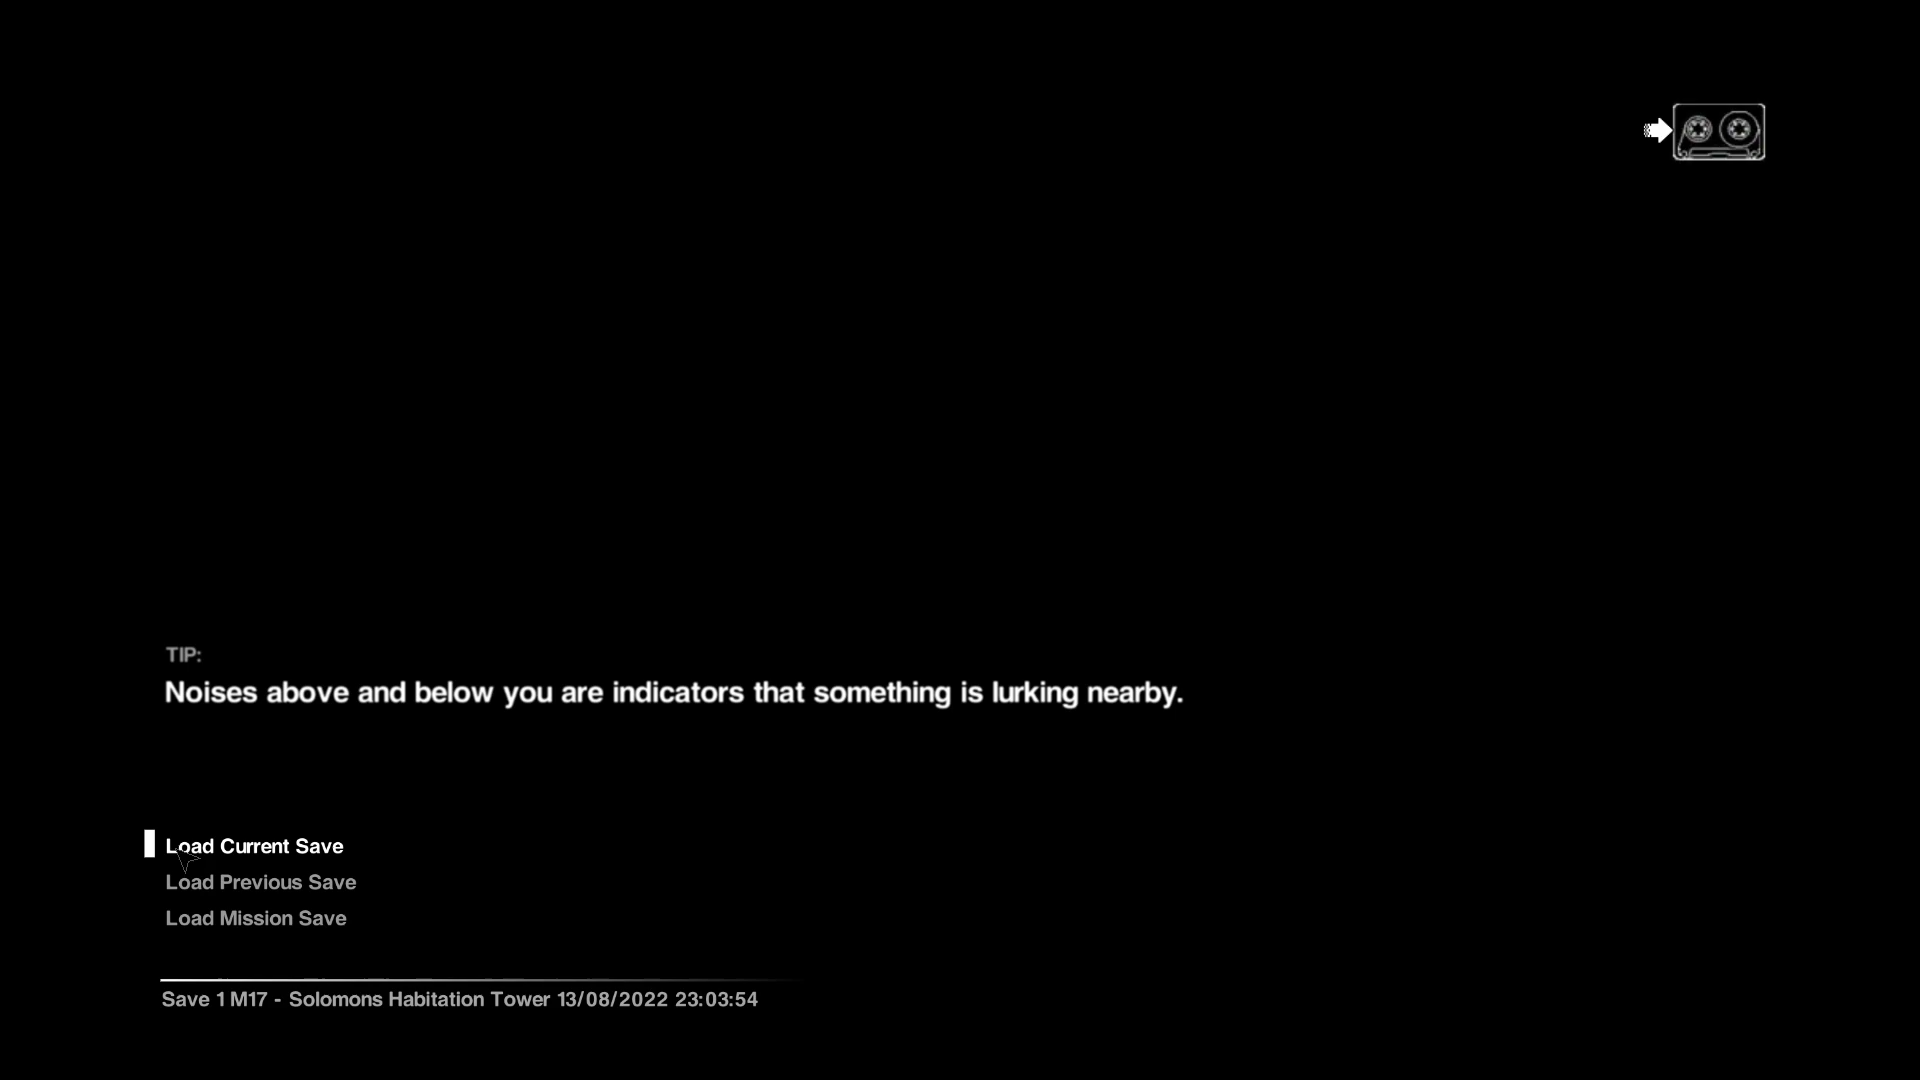 TIP:
Noises above and below you are indicators that something is lurking nearby.
Load Current Save
Load Previous Save
Load Mission Save
Save 1 M17 - Solomons Habitation Tower 13/08/2022 23:03:54